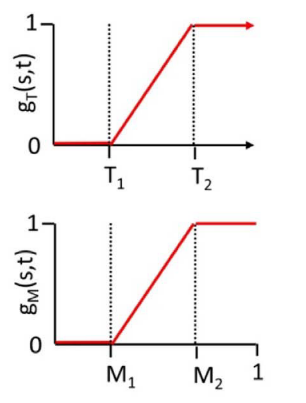 1
g_T(s,t)
0
T_1 T_2
1
g_M(s,t)
0
M_1 M_2 1